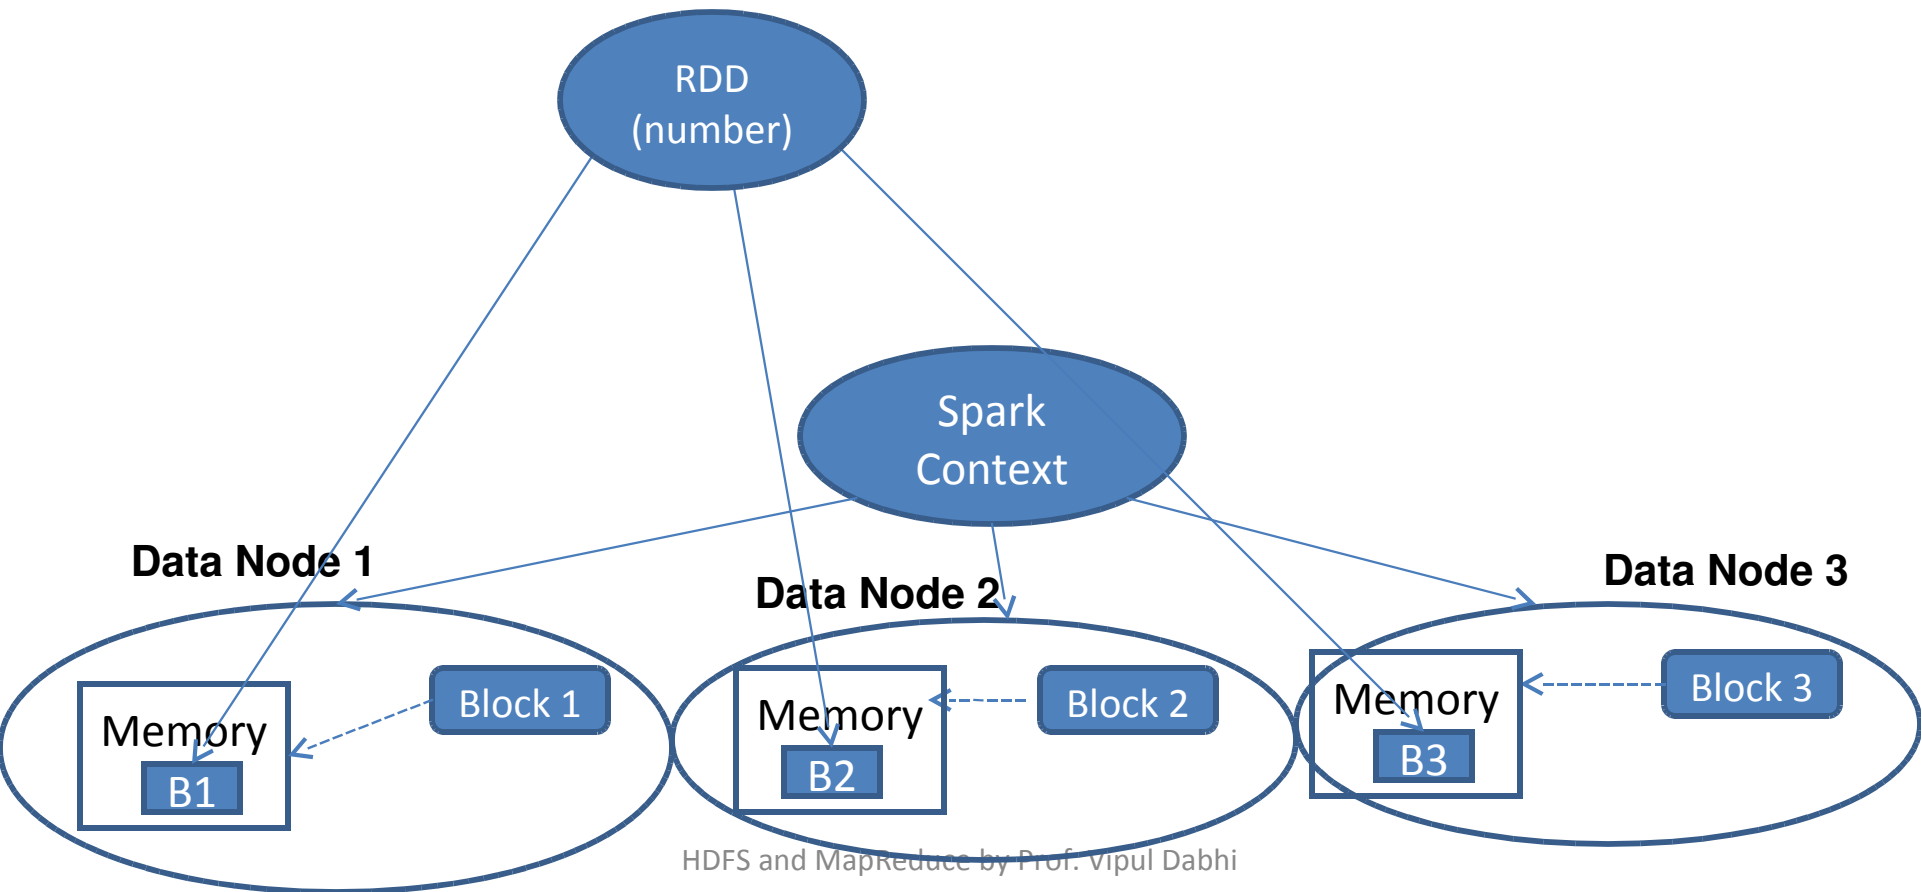 RDD
(number)
Spark
Context
Data Node 1
Data Node 2
Data Node 3
Memory
Block 1
B1
Memory
Block 2
B2
Memory
Block 3
B3
HDFS and MapReduce by Prof. Vipul Dabhi